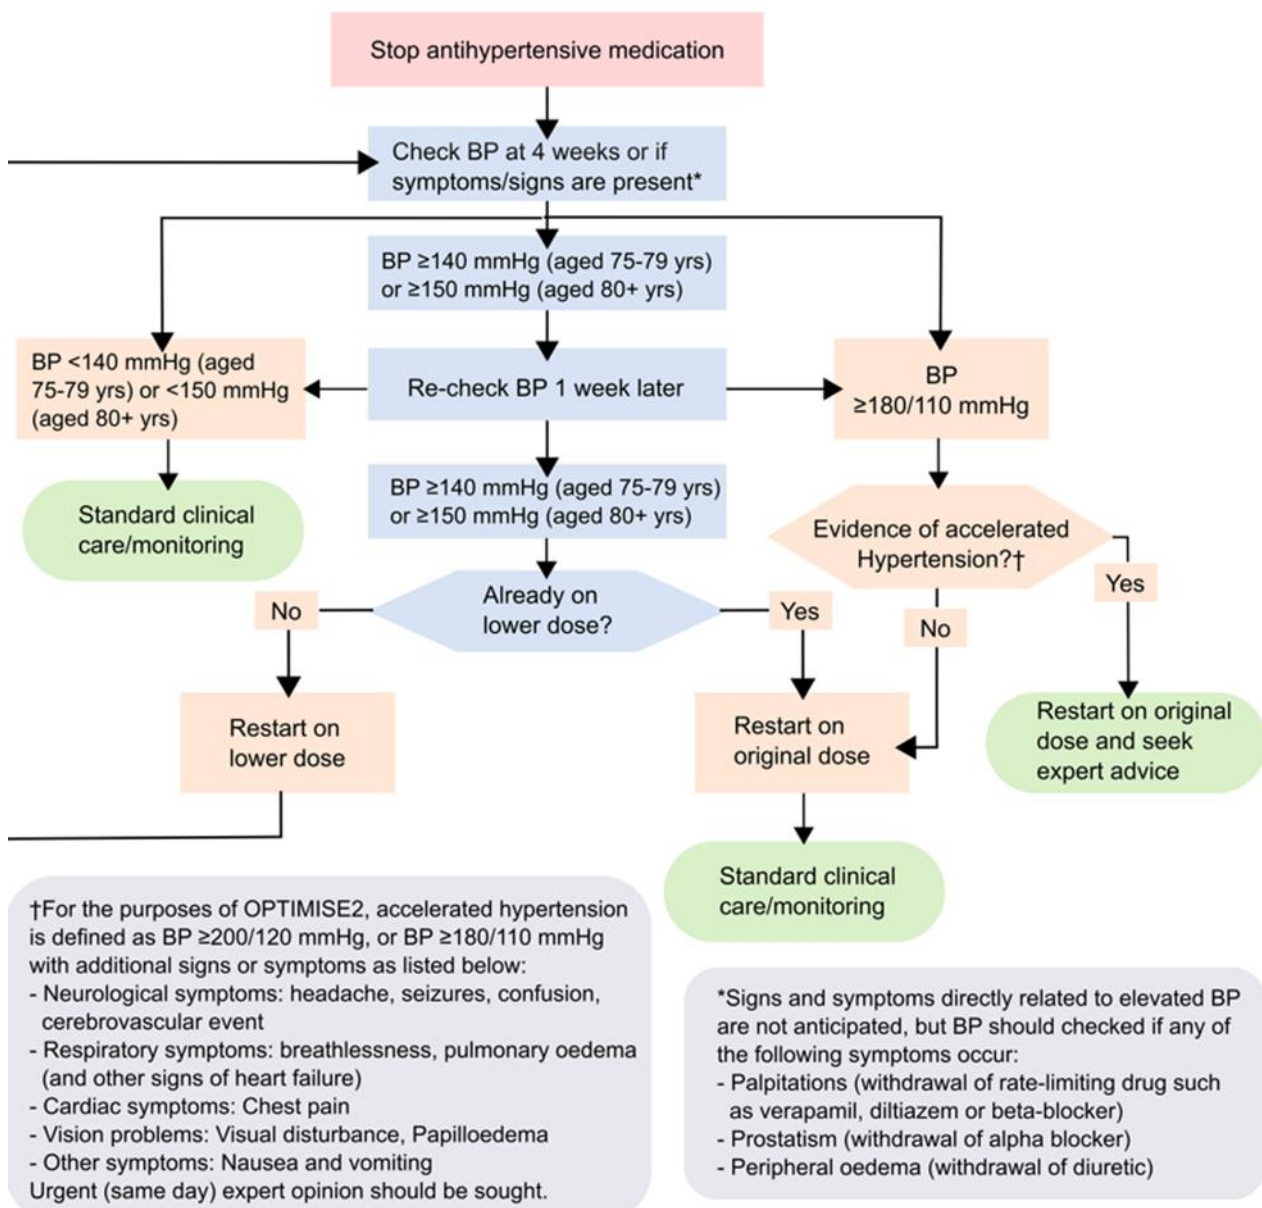 Stop antihypertensive medication
Check BP at 4 weeks or if
symptoms/signs are present*
BP ≥140 mmHg (aged 75-79 yrs)
or ≥150 mmHg (aged 80+ yrs)
BP <140 mmHg (aged
75-79 yrs) or <150 mmHg
(aged 80+ yrs)
Re-check BP 1 week later
BP
≥180/110 mmHg
Standard clinical
care/monitoring
BP ≥140 mmHg (aged 75-79 yrs)
or ≥150 mmHg (aged 80+ yrs)
Evidence of accelerated
Hypertension?†
No
Already on
lower dose?
Yes
No
Yes
Restart on
lower dose
Restart on
original dose
Restart on original
dose and seek
expert advice
Standard clinical
care/monitoring
†For the purposes of OPTIMISE2, accelerated hypertension
is defined as BP ≥200/120 mmHg, or BP ≥180/110 mmHg
with additional signs or symptoms as listed below:
- Neurological symptoms: headache, seizures, confusion,
cerebrovascular event
- Respiratory symptoms: breathlessness, pulmonary oedema
(and other signs of heart failure)
- Cardiac symptoms: Chest pain
- Vision problems: Visual disturbance, Papilloedema
- Other symptoms: Nausea and vomiting
Urgent (same day) expert opinion should be sought.
*Signs and symptoms directly related to elevated BP
are not anticipated, but BP should checked if any of
the following symptoms occur:
- Palpitations (withdrawal of rate-limiting drug such
as verapamil, diltiazem or beta-blocker)
- Prostatism (withdrawal of alpha blocker)
- Peripheral oedema (withdrawal of diuretic)